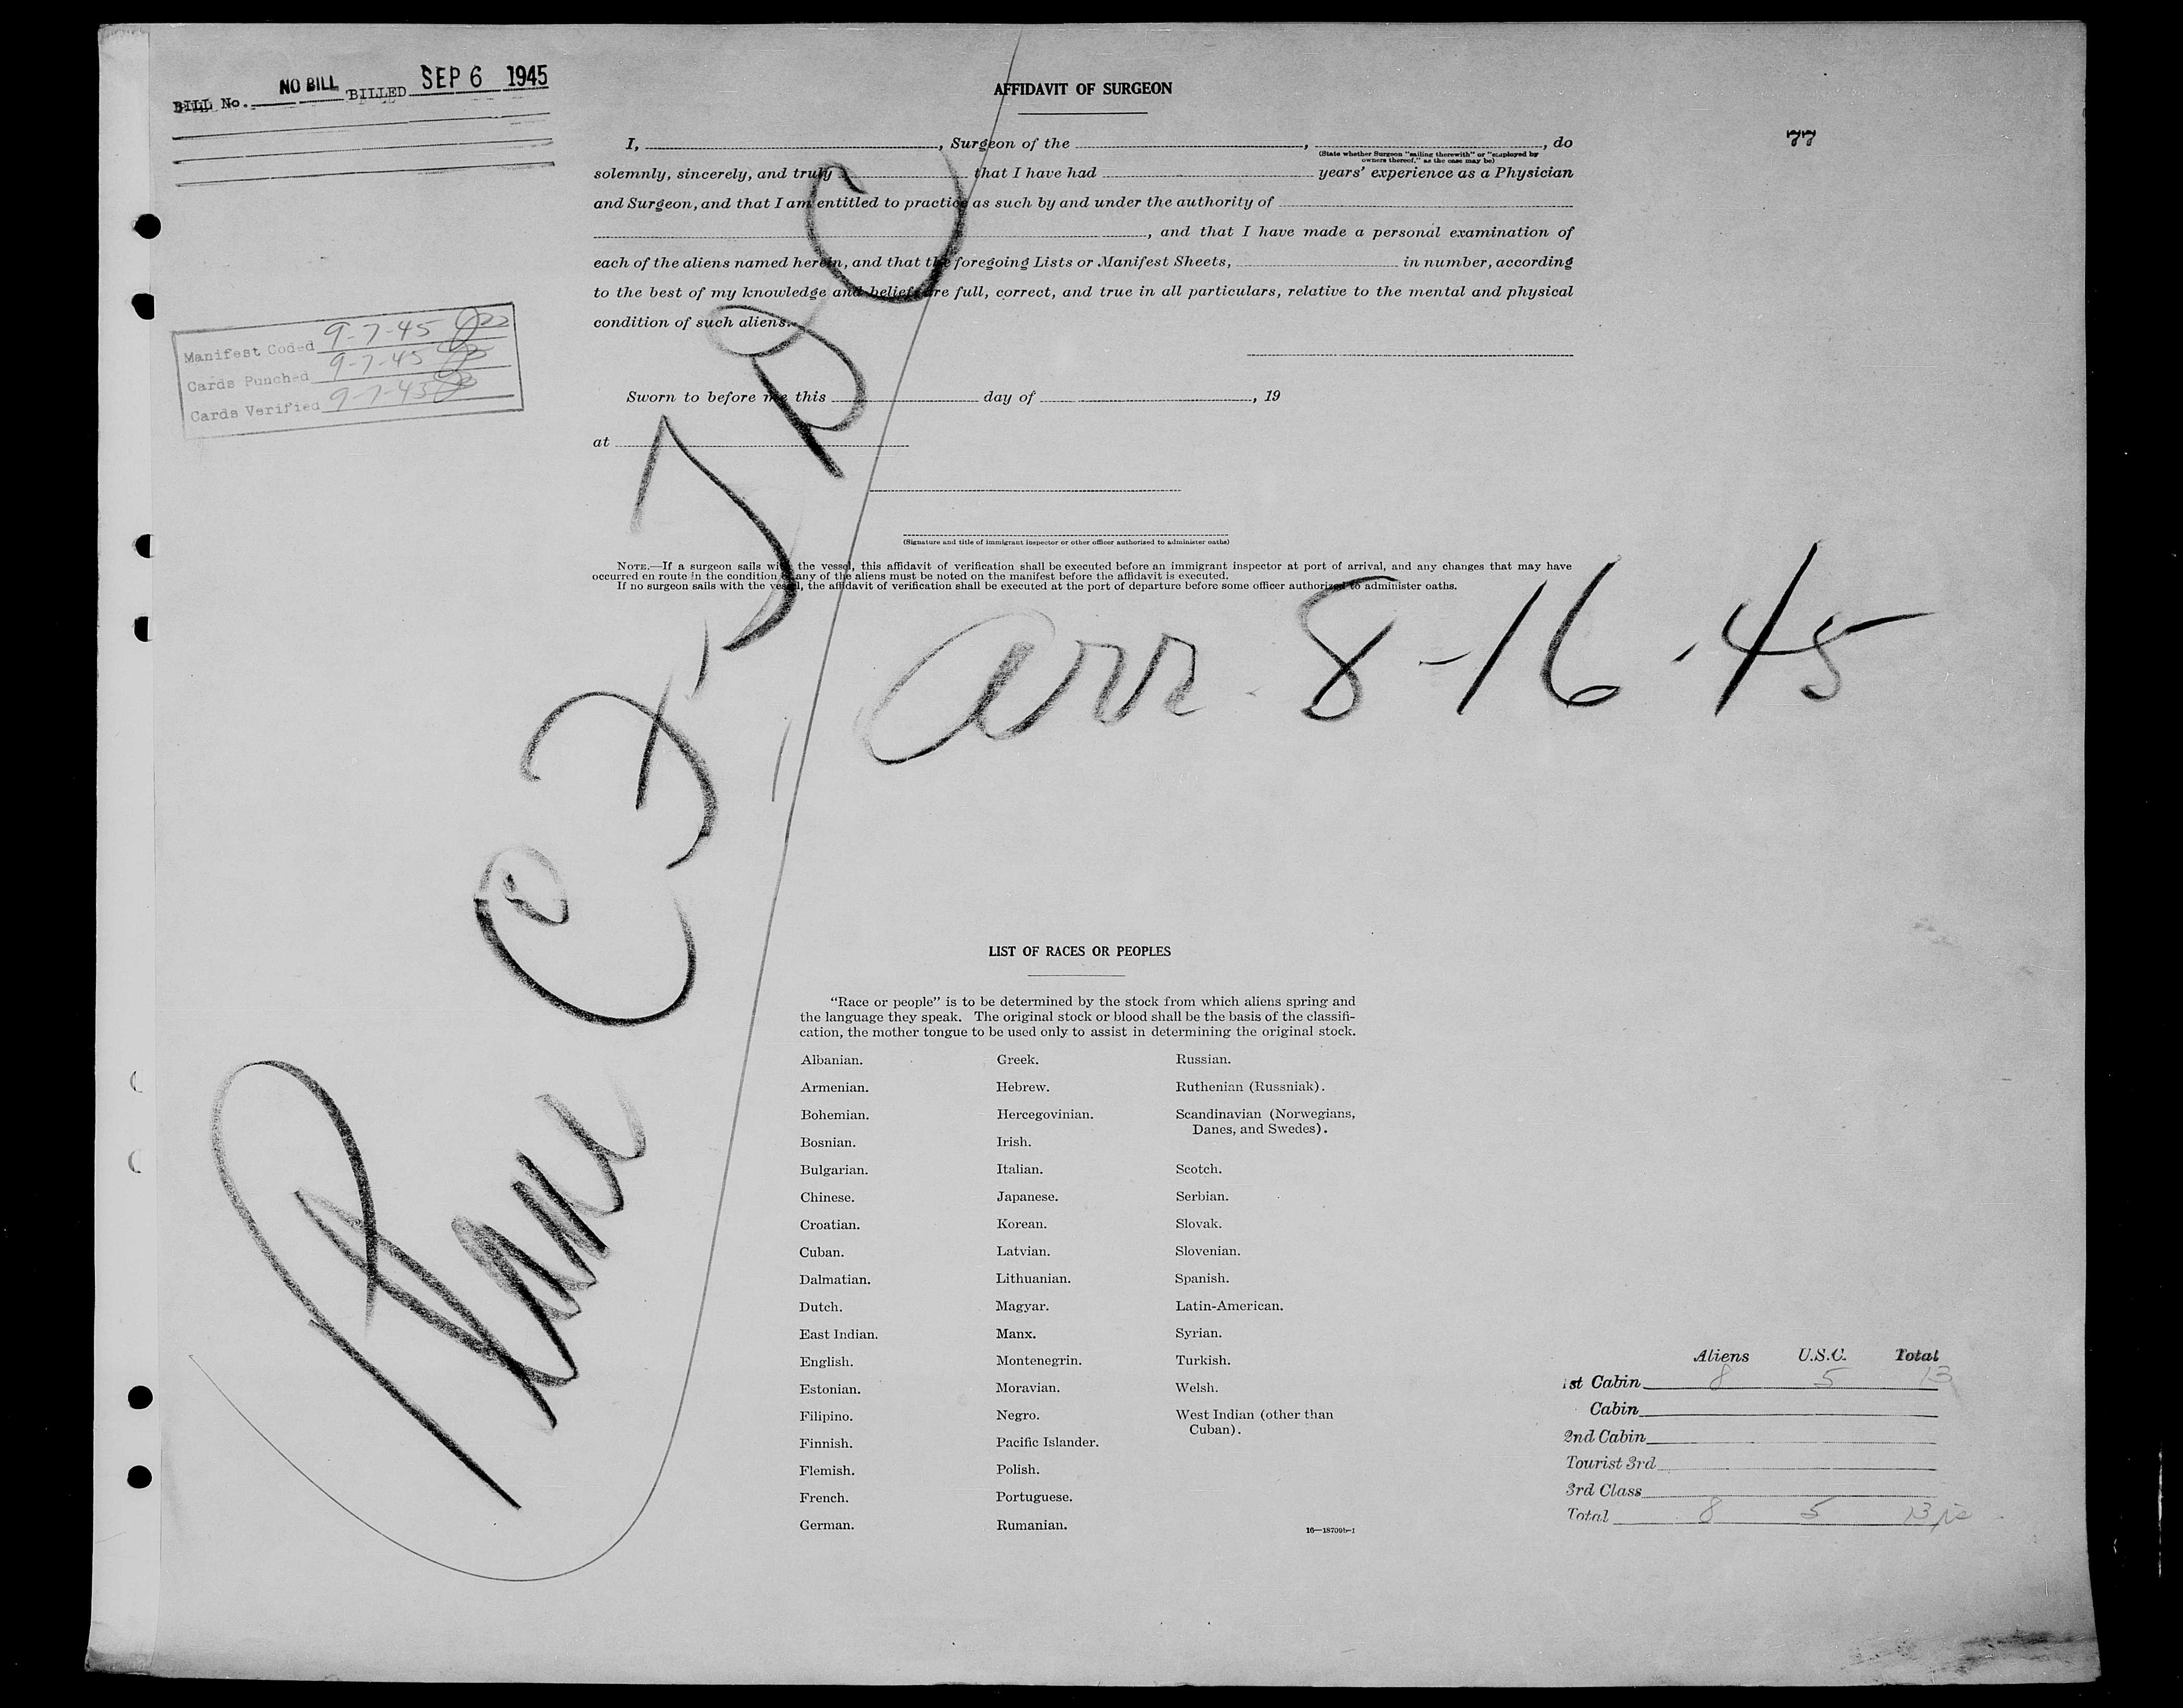 BILL No. NO BILL BILLED SEP 6 1945
AFFIDAVIT OF SURGEON
77
I, , Surgeon of the , , do
(State whether Surgeon "sailing therewith" or "employed by
owners thereof," as the case may be)
solemnly, sincerely, and truly that I have had years' experience as a Physician
and Surgeon, and that I am entitled to practice as such by and under the authority of
, and that I have made a personal examination of
each of the aliens named herein, and that the foregoing Lists or Manifest Sheets, in number, according
to the best of my knowledge and belief, are full, correct, and true in all particulars, relative to the mental and physical
condition of such aliens.
Manifest Coded 9-7-45
Cards Punched 9-7-45
Cards Verified 9-7-45
Sworn to before me this day of , 19
at
(Signature and title of immigrant inspector or other officer authorized to administer oaths)
NOTE.—If a surgeon sails with the vessel, this affidavit of verification shall be executed before an immigrant inspector at port of arrival, and any changes that may have
occurred en route in the condition of any of the aliens must be noted on the manifest before the affidavit is executed.
If no surgeon sails with the vessel, the affidavit of verification shall be executed at the port of departure before some officer authorized to administer oaths.
Plane
arr. 8-16-45
LIST OF RACES OR PEOPLES
"Race or people" is to be determined by the stock from which aliens spring and
the language they speak. The original stock or blood shall be the basis of the classifi-
cation, the mother tongue to be used only to assist in determining the original stock.
Albanian.
Armenian.
Bohemian.
Bosnian.
Bulgarian.
Chinese.
Croatian.
Cuban.
Dalmatian.
Dutch.
East Indian.
English.
Estonian.
Filipino.
Finnish.
Flemish.
French.
German.
Greek.
Hebrew.
Hercegovinian.
Irish.
Italian.
Japanese.
Korean.
Latvian.
Lithuanian.
Magyar.
Manx.
Montenegrin.
Moravian.
Negro.
Pacific Islander.
Polish.
Portuguese.
Rumanian.
Russian.
Ruthenian (Russniak).
Scandinavian (Norwegians,
Danes, and Swedes).
Scotch.
Serbian.
Slovak.
Slovenian.
Spanish.
Latin-American.
Syrian.
Turkish.
Welsh.
West Indian (other than
Cuban).
16—18709b-1
Aliens U.S.C. Total
1st Cabin 8 5 13
Cabin
2nd Cabin
Tourist 3rd
3rd Class
Total 8 5 13